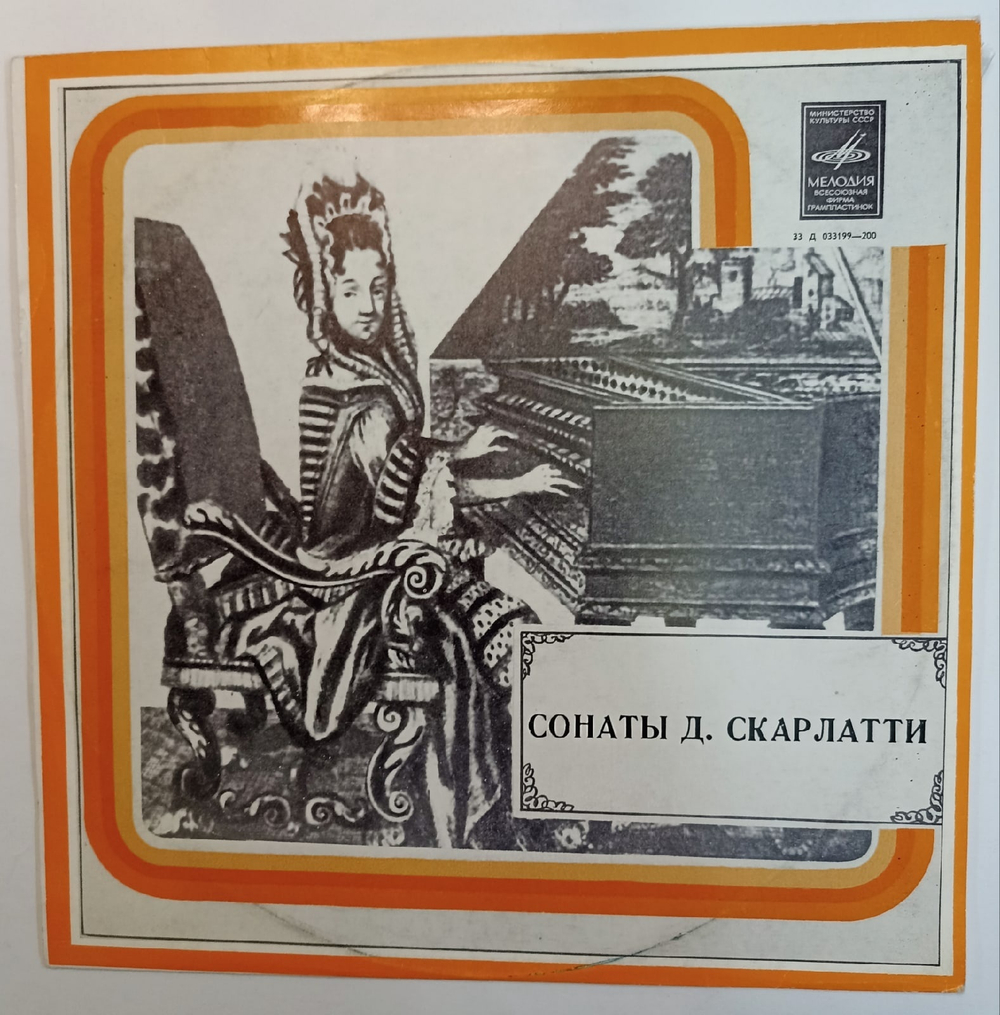 МИНИСТЕРСТВО
КУЛЬТУРЫ СССР
МЕЛОДИЯ
ВСЕСОЮЗНАЯ
ФИРМА
ГРАМПЛАСТИНОК
33 Д 033199—200
СОНАТЫ Д. СКАРЛАТТИ